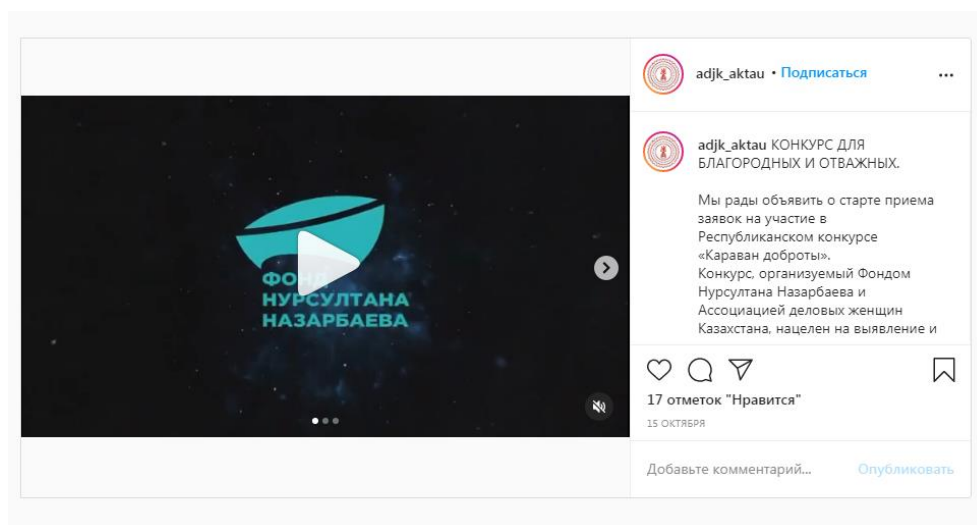 ФОНД
НУРСУЛТАНА
НАЗАРБАЕВА
adjk_aktau • Подписаться
adjk_aktau КОНКУРС ДЛЯ
БЛАГОРОДНЫХ И ОТВАЖНЫХ.
Мы рады объявить о старте приема
заявок на участие в
Республиканском конкурсе
«Караван доброты».
Конкурс, организуемый Фондом
Нурсултана Назарбаева и
Ассоциацией деловых женщин
Казахстана, нацелен на выявление и
17 отметок "Нравится"
15 ОКТЯБРЯ
Добавьте комментарий... Опубликовать